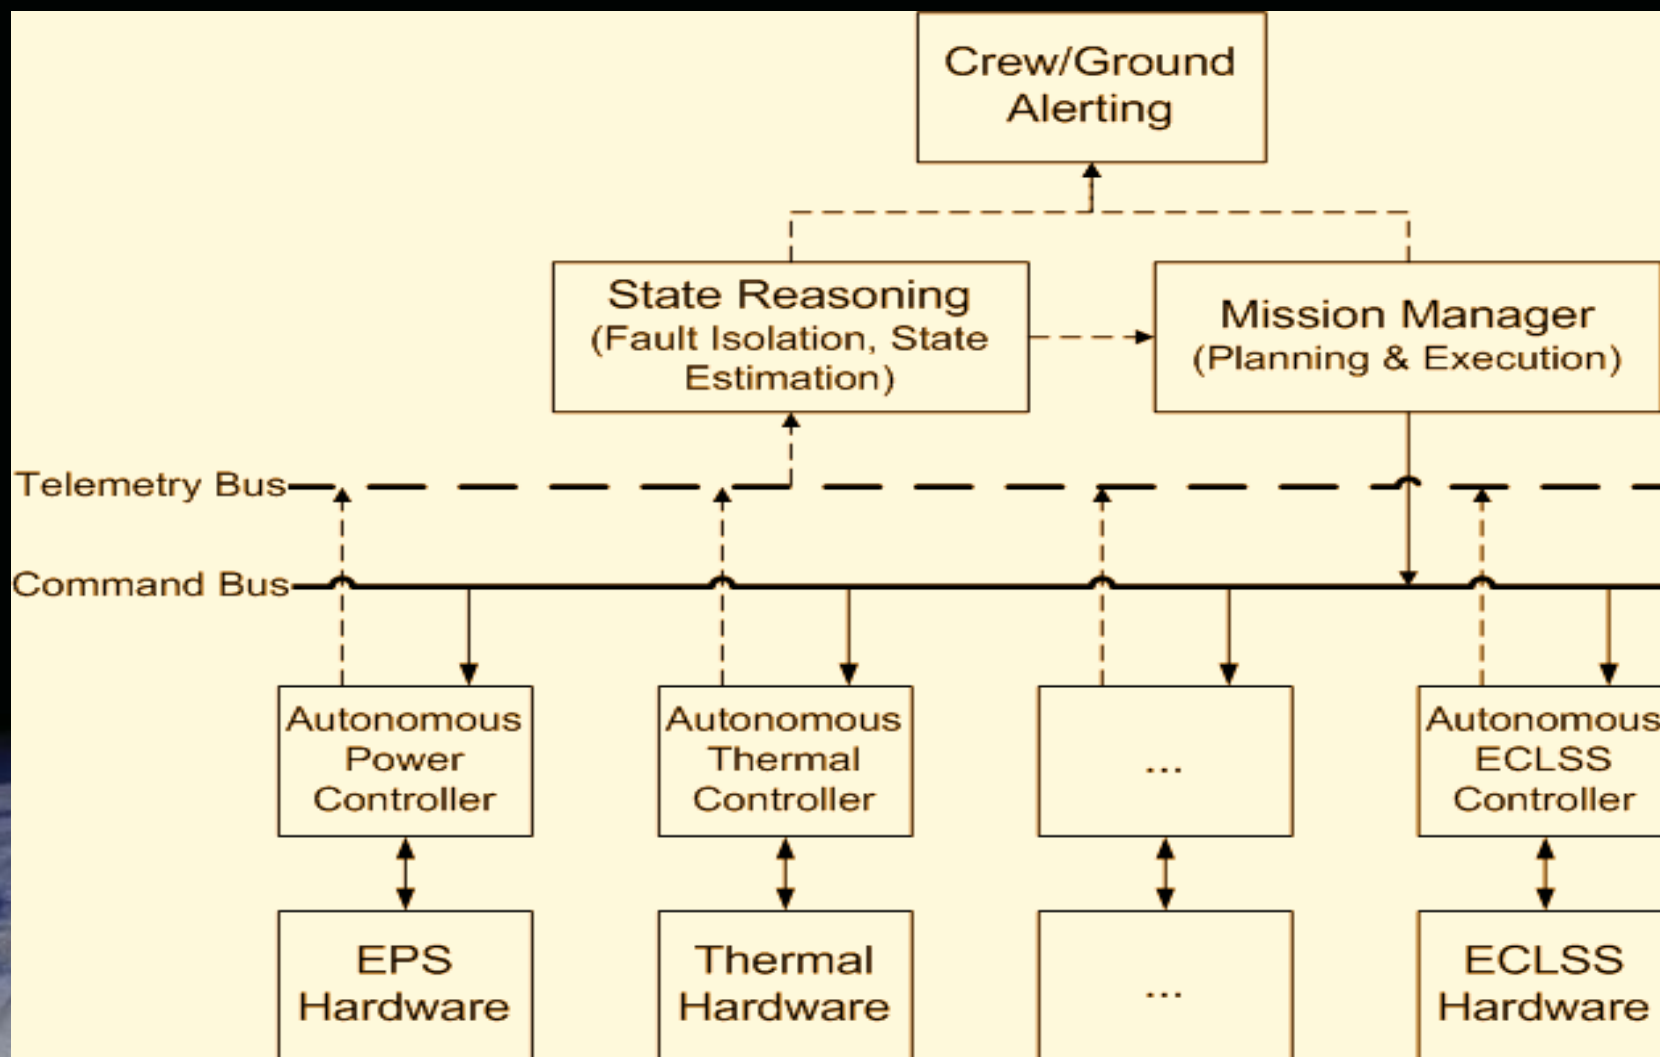 Crew/Ground
Alerting
State Reasoning
(Fault Isolation, State
Estimation)
Mission Manager
(Planning & Execution)
Telemetry Bus
Command Bus
Autonomous
Power
Controller
Autonomous
Thermal
Controller
...
Autonomous
ECLSS
Controller
EPS
Hardware
Thermal
Hardware
...
ECLSS
Hardware